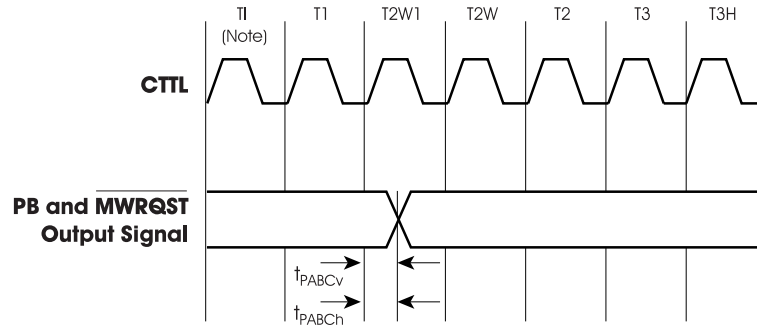 TI T1 T2W1 T2W T2 T3 T3H
(Note)
CTTL
PB and MWRQST
Output Signal
tPABCv
tPABCh